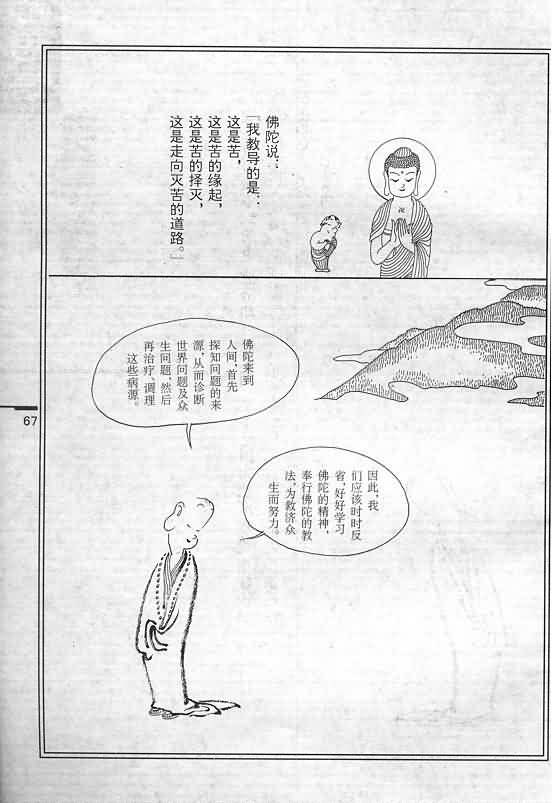 佛陀说：
「我教导的是：
这是苦，
这是苦的缘起，
这是苦的择灭，
这是走向灭苦的道路。」
佛陀来到
人间，首先
探知问题的来
源，从而诊断
世界问题及众
生问题，然后
再治疗、调理
这些病源。
因此，我
们应该时时反
省，好好学习
佛陀的精神，
奉行佛陀的教
法，为救济众
生而努力。
67